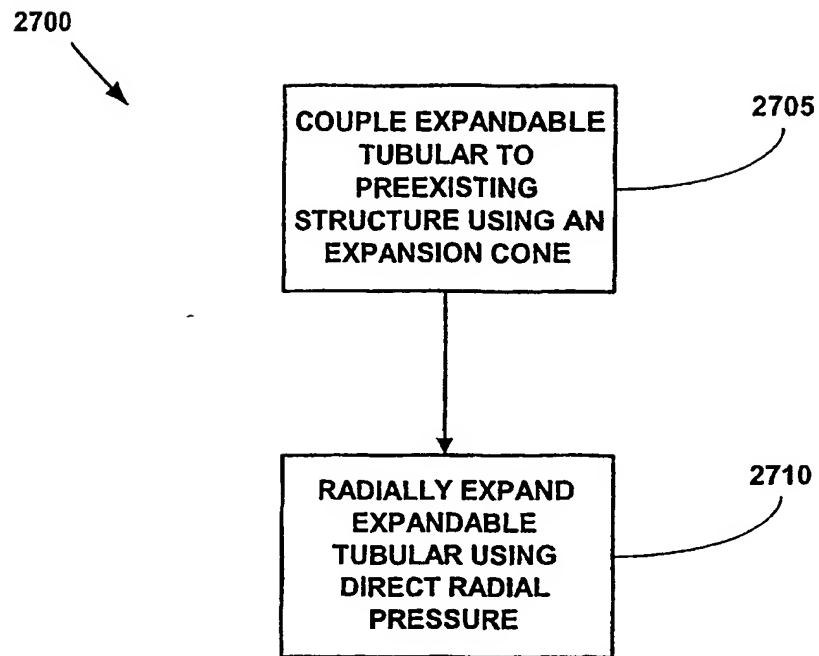 2700
COUPLE EXPANDABLE
TUBULAR TO
PREEXISTING
STRUCTURE USING AN
EXPANSION CONE
2705
RADIALLY EXPAND
EXPANDABLE
TUBULAR USING
DIRECT RADIAL
PRESSURE
2710